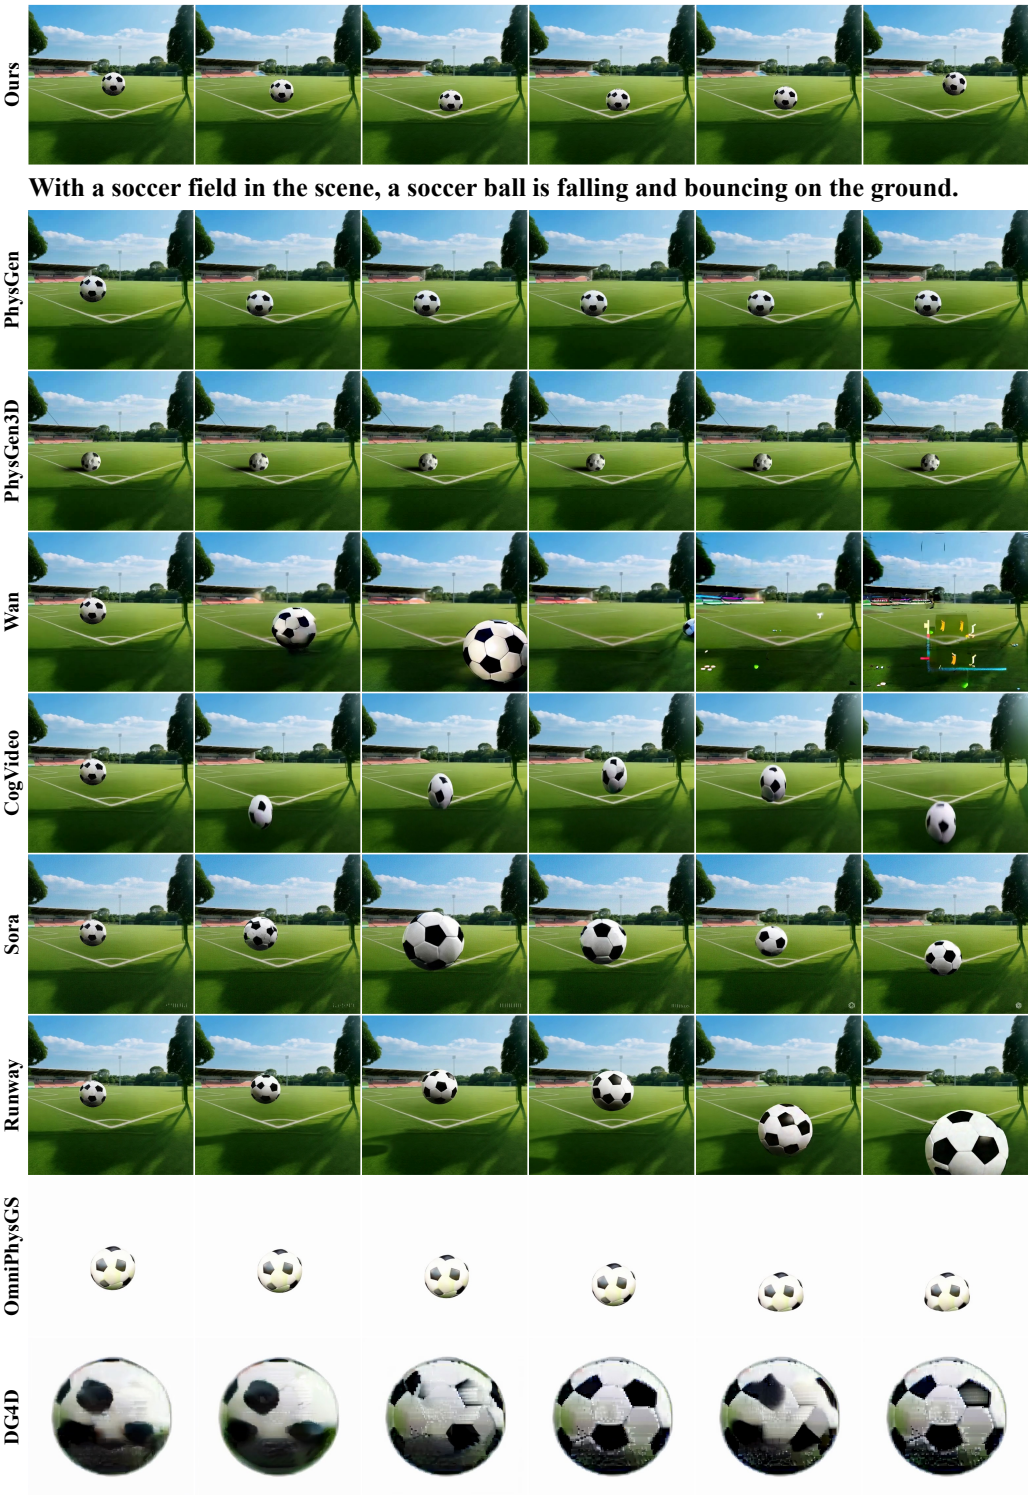 Ours
With a soccer field in the scene, a soccer ball is falling and bouncing on the ground.
PhysGen
PhysGen3D
Wan
CogVideo
Sora
Runway
OmniPhysGS
DG4D